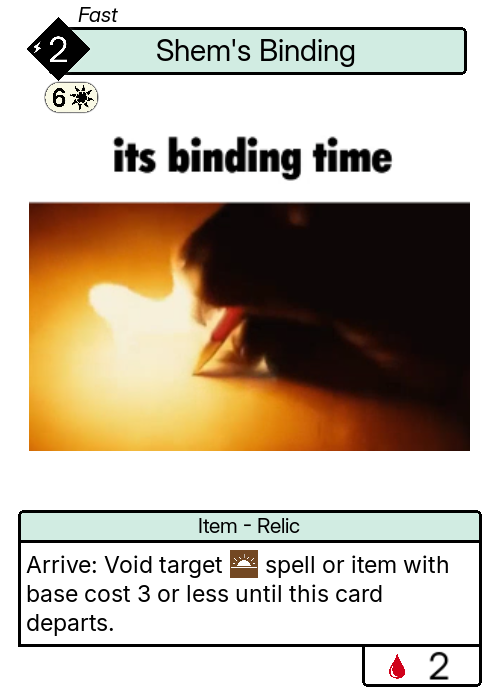 Fast
2 Shem's Binding
6
its binding time
Item - Relic
Arrive: Void target spell or item with
base cost 3 or less until this card
departs.
2